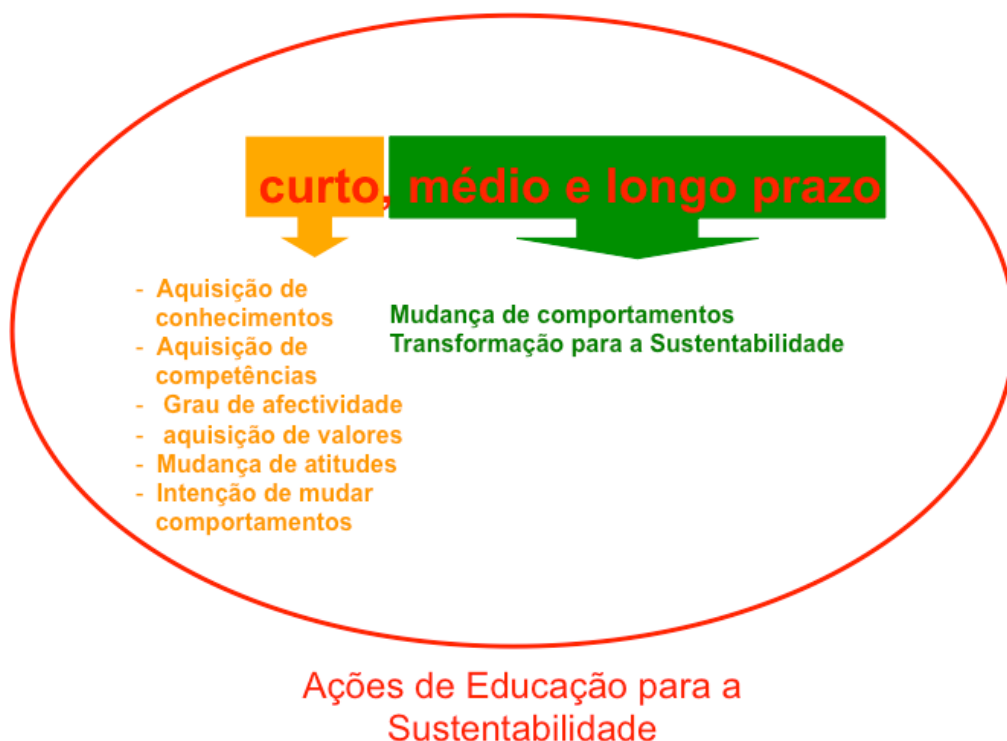 curto, médio e longo prazo
- Aquisição de
conhecimentos
- Aquisição de
competências
- Grau de afectividade
- aquisição de valores
- Mudança de atitudes
- Intenção de mudar
comportamentos
Mudança de comportamentos
Transformação para a Sustentabilidade
Ações de Educação para a
Sustentabilidade